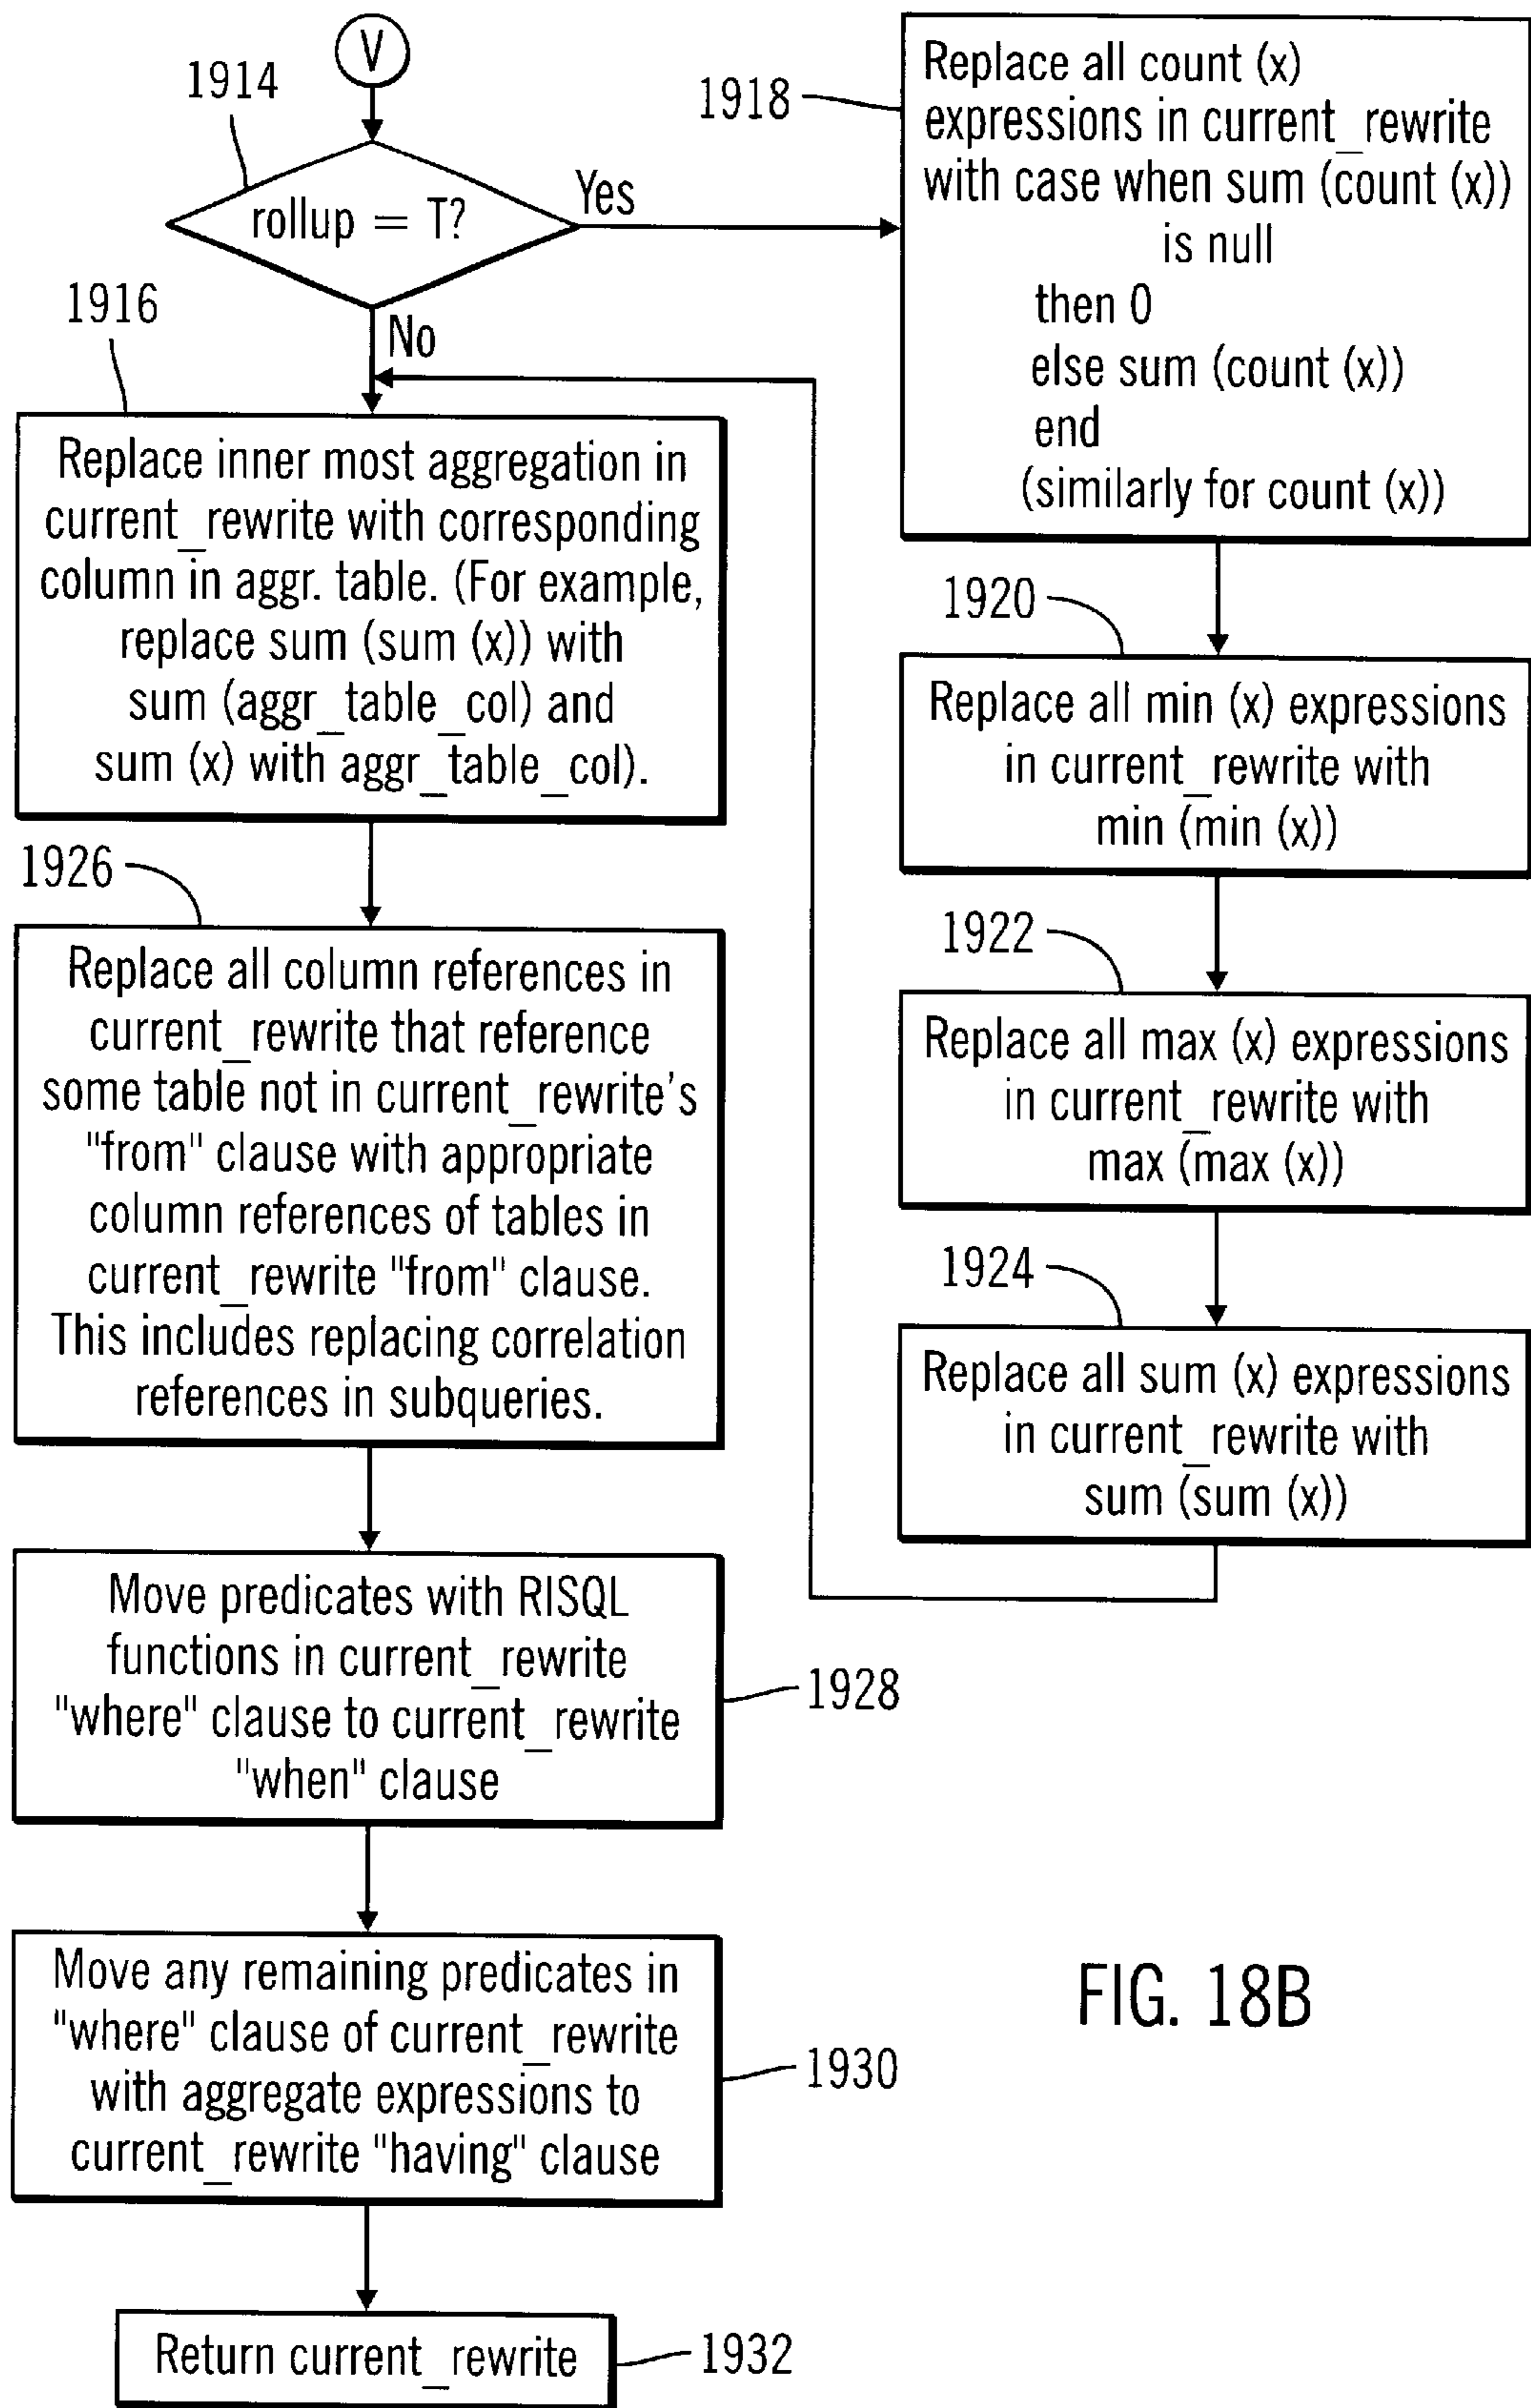 V
1914
rollup = T?
Yes
No
1916
Replace inner most aggregation in
current_rewrite with corresponding
column in aggr. table. (For example,
replace sum (sum (x)) with
sum (aggr_table_col) and
sum (x) with aggr_table_col).
1918
Replace all count (x)
expressions in current_rewrite
with case when sum (count (x))
is null
then 0
else sum (count (x))
end
(similarly for count (x))
1920
Replace all min (x) expressions
in current_rewrite with
min (min (x))
1922
Replace all max (x) expressions
in current_rewrite with
max (max (x))
1924
Replace all sum (x) expressions
in current_rewrite with
sum (sum (x))
1926
Replace all column references in
current_rewrite that reference
some table not in current_rewrite's
"from" clause with appropriate
column references of tables in
current_rewrite "from" clause.
This includes replacing correlation
references in subqueries.
Move predicates with RISQL
functions in current_rewrite
"where" clause to current_rewrite
"when" clause
1928
Move any remaining predicates in
"where" clause of current_rewrite
with aggregate expressions to
current_rewrite "having" clause
1930
Return current_rewrite
1932
FIG. 18B